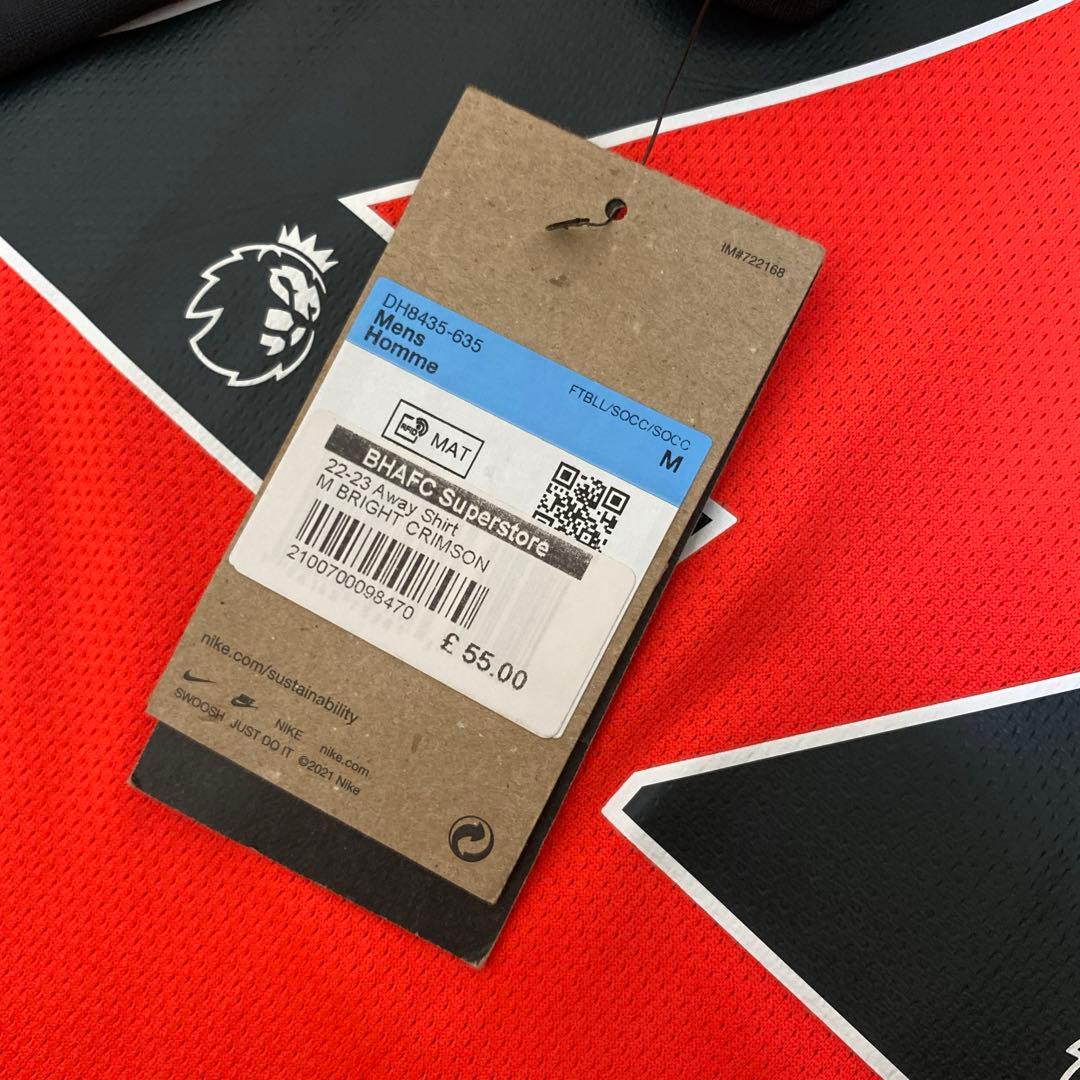 IM#722168
DH8435-635
Mens
Homme
FTBLL/SOCC/SOCC
M
RFID
MAT
BHAFC Superstore
22-23 Away Shirt
M BRIGHT CRIMSON
2100700098470
£ 55.00
nike.com/sustainability
SWOOSH JUST DO IT NIKE nike.com
©2021 Nike